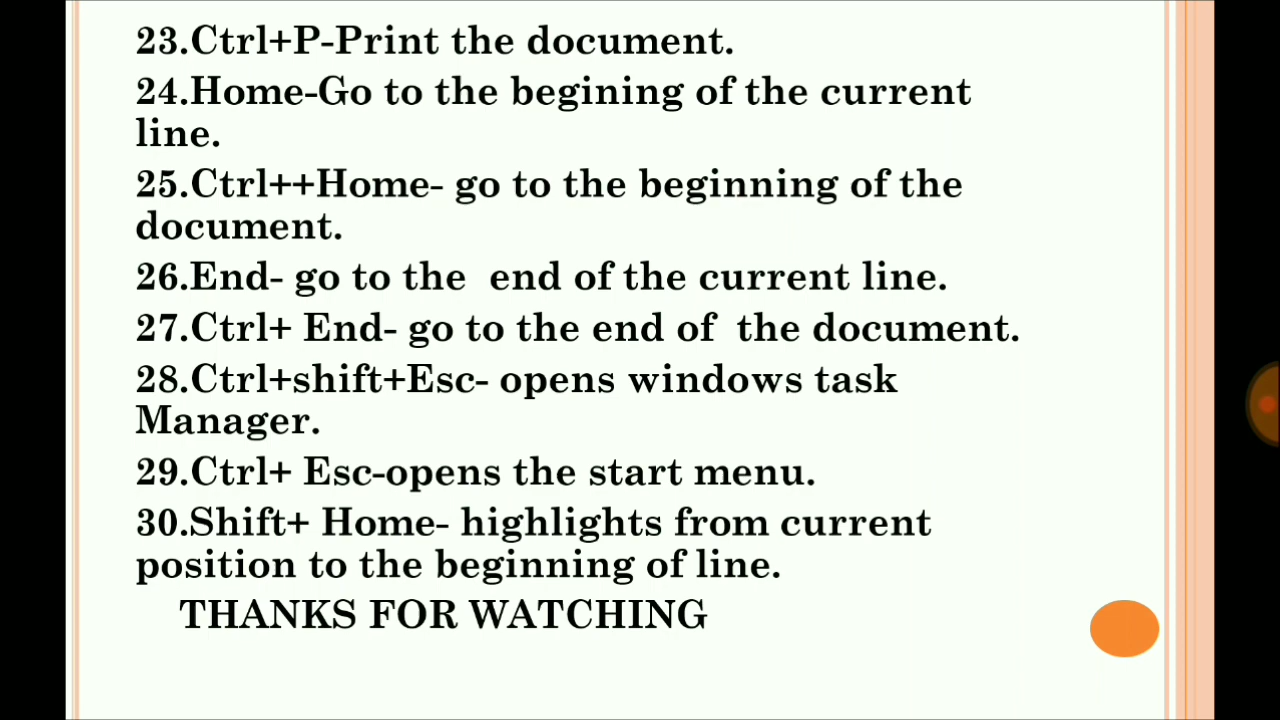 23.Ctrl+P-Print the document.
24.Home-Go to the begining of the current
line.
25.Ctrl++Home- go to the beginning of the
document.
26.End- go to the  end of the current line.
27.Ctrl+ End- go to the end of  the document.
28.Ctrl+shift+Esc- opens windows task
Manager.
29.Ctrl+ Esc-opens the start menu.
30.Shift+ Home- highlights from current
position to the beginning of line.
THANKS FOR WATCHING